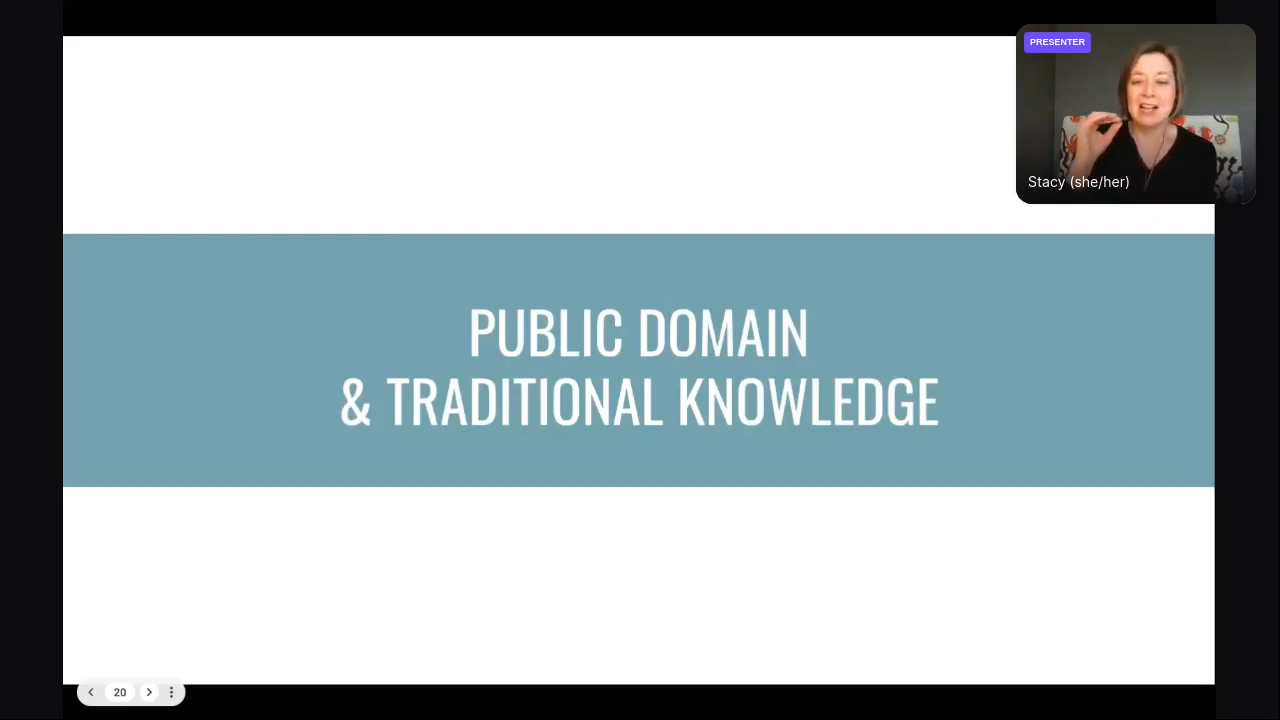 PRESENTER
Stacy (she/her)
PUBLIC DOMAIN
& TRADITIONAL KNOWLEDGE
20